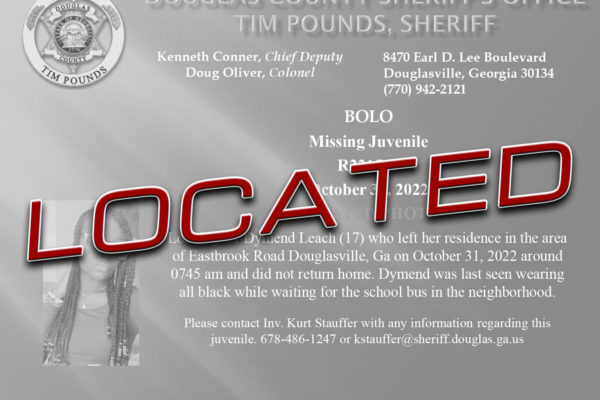 DOUGLAS COUNTY SHERIFF'S OFFICE
TIM POUNDS, SHERIFF
DOUGLAS
COUNTY
TIM POUNDS
Kenneth Conner, Chief Deputy
Doug Oliver, Colonel
8470 Earl D. Lee Boulevard
Douglasville, Georgia 30134
(770) 942-2121
BOLO
Missing Juvenile
October 2022
LOCATED
Dymend Leach (17) who left her residence in the area
of Eastbrook Road Douglasville, Ga on October 31, 2022 around
0745 am and did not return home. Dymend was last seen wearing
all black while waiting for the school bus in the neighborhood.
Please contact Inv. Kurt Stauffer with any information regarding this
juvenile. 678-486-1247 or kstauffer@sheriff.douglas.ga.us